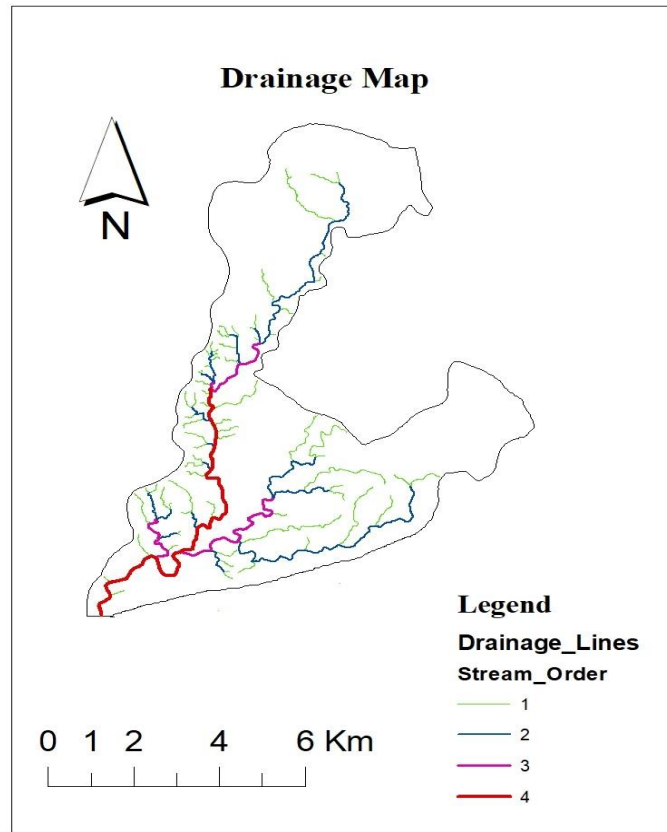 Drainage Map
N
Legend
Drainage_Lines
Stream_Order
1
2
3
4
0 1 2 4 6 Km